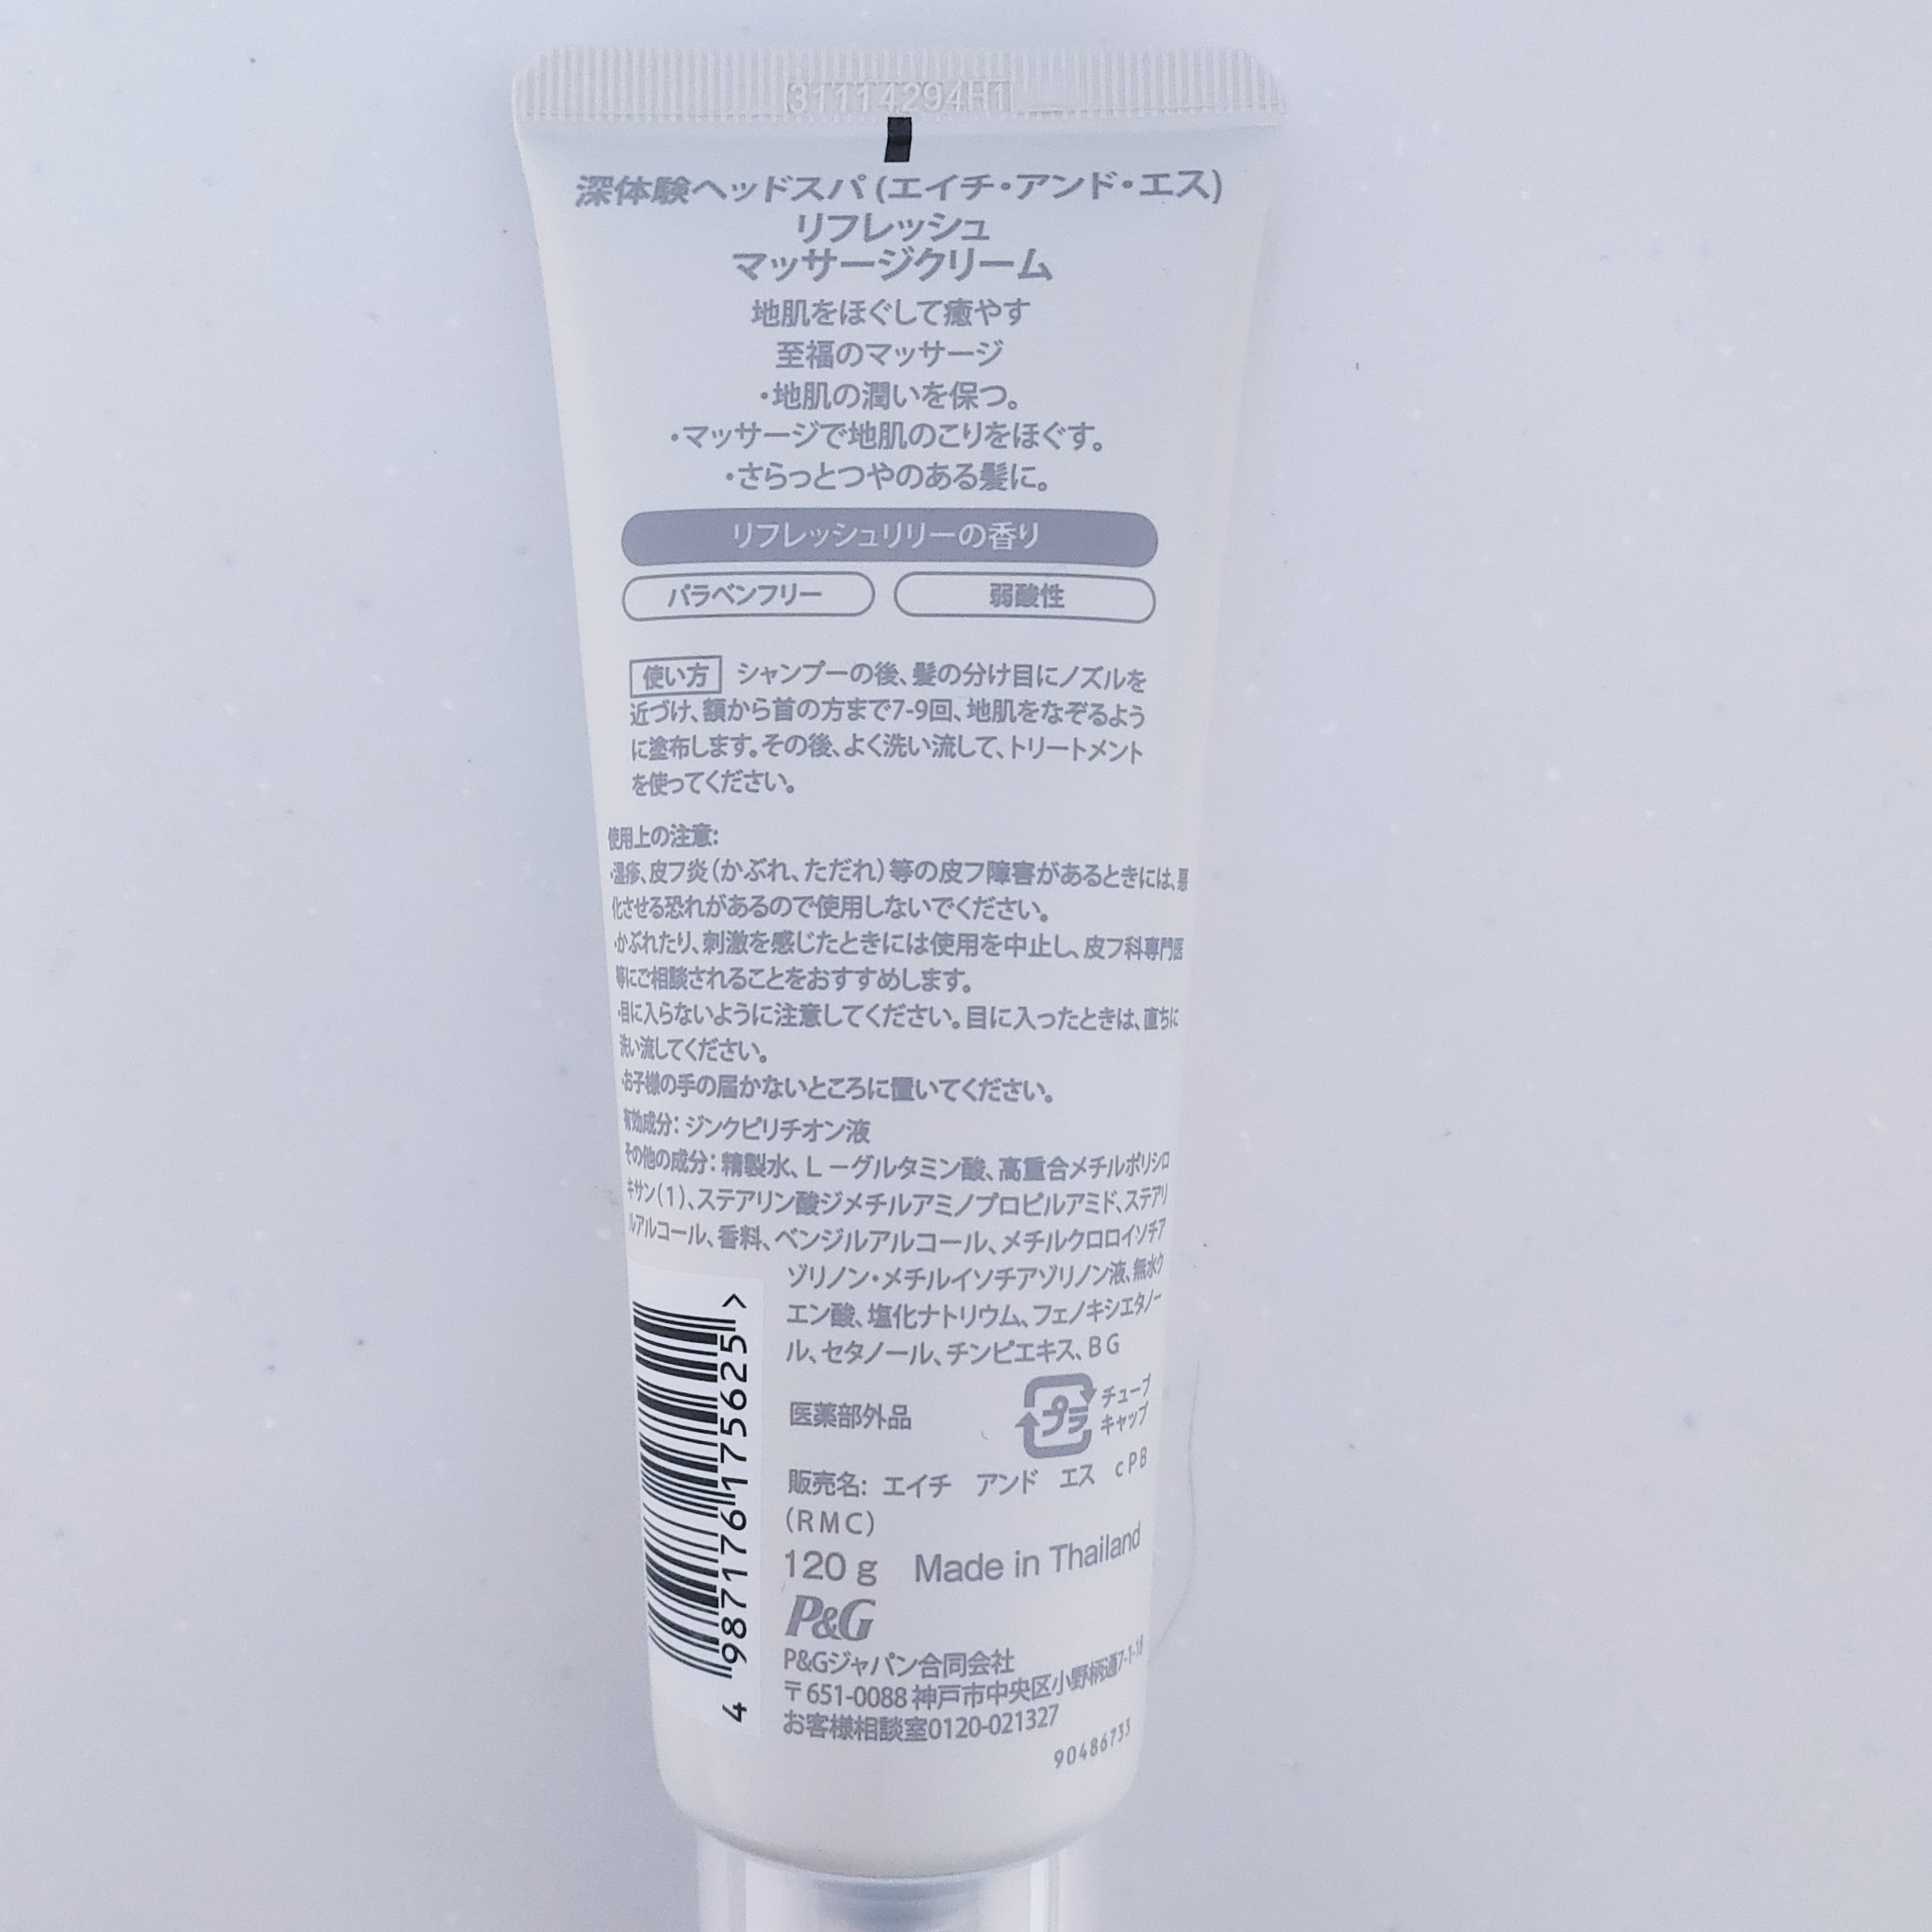 31114294H1
深体験ヘッドスパ(エイチ・アンド・エス)
リフレッシュ
マッサージクリーム
地肌をほぐして癒やす
至福のマッサージ
・地肌の潤いを保つ。
・マッサージで地肌のこりをほぐす。
・さらっとつやのある髪に。
リフレッシュリリーの香り
パラベンフリー 弱酸性
使い方 シャンプーの後、髪の分け目にノズルを
近づけ、額から首の方まで7-9回、地肌をなぞるよう
に塗布します。その後、よく洗い流して、トリートメント
を使ってください。
使用上の注意:
・湿疹、皮フ炎(かぶれ、ただれ)等の皮フ障害があるときには、悪
化させる恐れがあるので使用しないでください。
・かぶれたり、刺激を感じたときには使用を中止し、皮フ科専門医
等にご相談されることをおすすめします。
・目に入らないように注意してください。目に入ったときは、直ちに
洗い流してください。
・お子様の手の届かないところに置いてください。
有効成分:ジンクピリチオン液
その他の成分:精製水、L-グルタミン酸、高重合メチルポリシロ
キサン(1)、ステアリン酸ジメチルアミノプロピルアミド、ステアリ
ルアルコール、香料、ベンジルアルコール、メチルクロロイソチア
ゾリノン・メチルイソチアゾリノン液、無水ク
エン酸、塩化ナトリウム、フェノキシエタノー
ル、セタノール、チンピエキス、BG
医薬部外品
プラ チューブ
キャップ
販売名: エイチ アンド エス cPB
(RMC)
120 g Made in Thailand
P&G
P&Gジャパン合同会社
〒651-0088 神戸市中央区小野柄通7-1-18
お客様相談室0120-021327
90486733
4 987176 175625 >